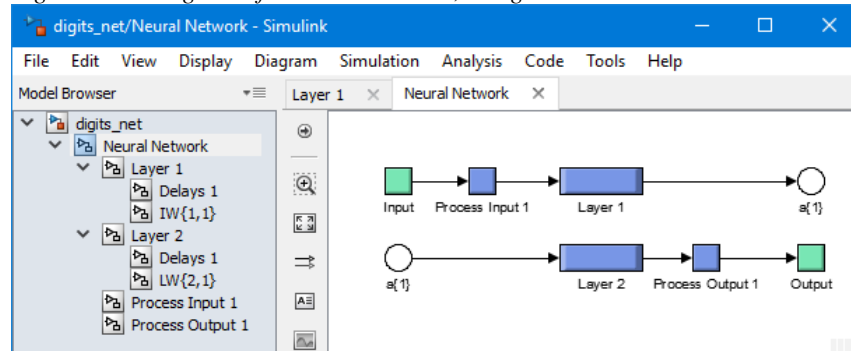 digits_net/Neural Network - Simulink
File Edit View Display Diagram Simulation Analysis Code Tools Help
Model Browser
Layer 1
Neural Network
digits_net
Neural Network
Layer 1
Delays 1
IW{1,1}
Layer 2
Delays 1
LW{2,1}
Process Input 1
Process Output 1
Input Process Input 1 Layer 1 a{1}
a{1} Layer 2 Process Output 1 Output